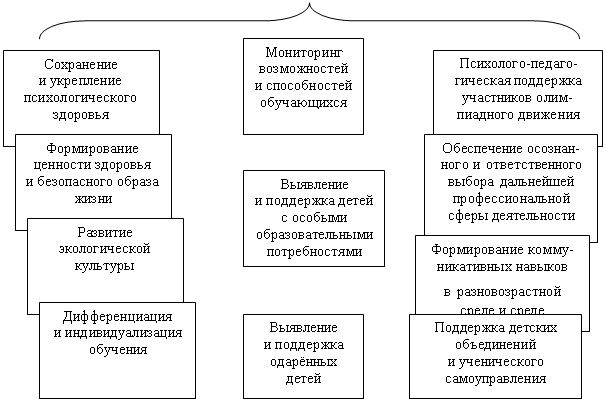 Сохранение
и укрепление
психологического
здоровья
Формирование
ценности здоровья
и безопасного образа
жизни
Развитие
экологической
культуры
Дифференциация
и индивидуализация
обучения
Мониторинг
возможностей
и способностей
обучающихся
Выявление
и поддержка детей
с особыми
образовательными
потребностями
Выявление
и поддержка
одарённых
детей
Психолого-педаго-
гическая поддержка
участников олим-
пиадного движения
Обеспечение осознан-
ного и ответственного
выбора дальнейшей
профессиональной
сферы деятельности
Формирование комму-
никативных навыков
в разновозрастной
среде и среде
Поддержка детских
объединений
и ученического
самоуправления